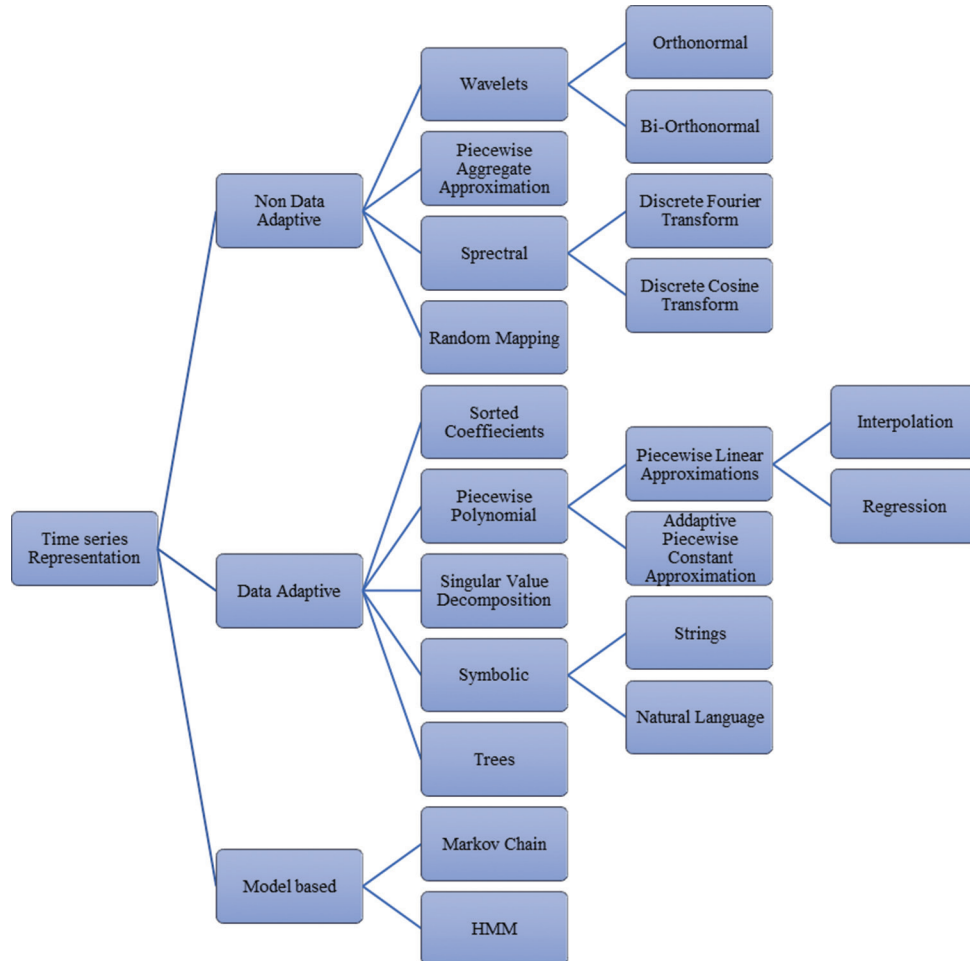 Orthonormal
Wavelets
Bi-Orthonormal
Piecewise
Aggregate
Approximation
Non Data
Adaptive
Discrete Fourier
Transform
Sprectral
Discrete Cosine
Transform
Random Mapping
Sorted
Coeffiecients
Interpolation
Piecewise Linear
Approximations
Piecewise
Polynomial
Regression
Addaptive
Piecewise
Constant
Approximation
Time series
Representation
Data Adaptive
Singular Value
Decomposition
Strings
Symbolic
Natural Language
Trees
Markov Chain
Model based
HMM